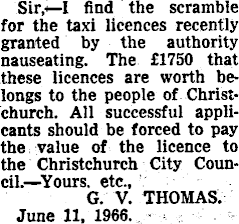 Sir,—I find the scramble
for the taxi licences recently
granted by the authority
nauseating. The £1750 that
these licences are worth be-
longs to the people of Christ-
church. All successful appli-
cants should be forced to pay
the value of the licence to
the Christchurch City Coun-
cil.—Yours. etc.,
G. V. THOMAS.
June 11, 1966.